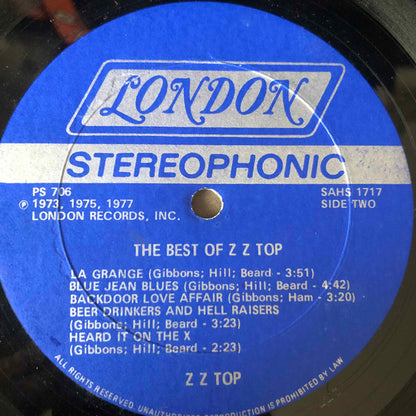 LONDON
STEREOPHONIC
PS 706 SAHS 1717
℗ 1973, 1975, 1977 SIDE TWO
LONDON RECORDS, INC.
THE BEST OF Z Z TOP
LA GRANGE (Gibbons; Hill; Beard - 3:51)
BLUE JEAN BLUES (Gibbons; Hill; Beard - 4:42)
BACKDOOR LOVE AFFAIR (Gibbons; Ham - 3:20)
BEER DRINKERS AND HELL RAISERS
(Gibbons; Hill; Beard - 3:23)
HEARD IT ON THE X
(Gibbons; Hill; Beard - 2:23)
Z Z TOP
ALL RIGHTS RESERVED UNAUTHORIZED DUPLICATION IS PROHIBITED BY LAW